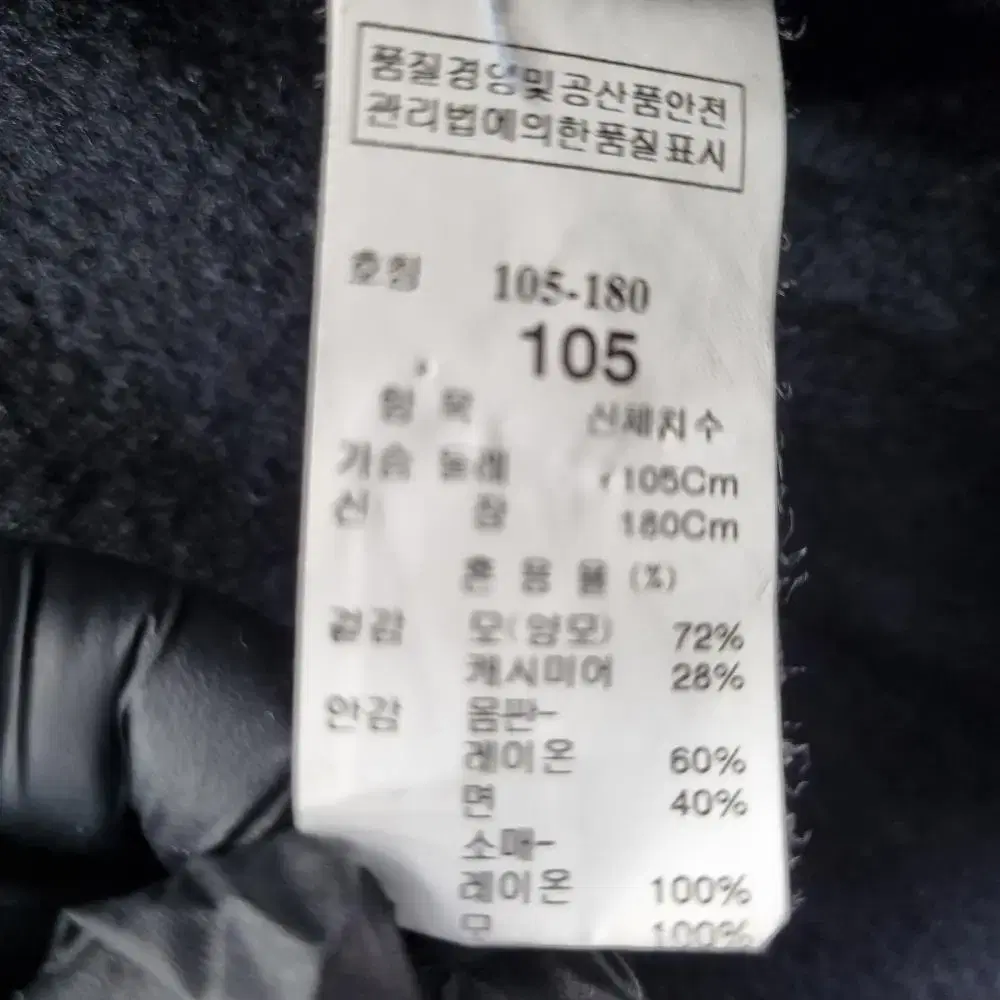 품질경영및공산품안전
관리법에의한품질표시
호칭 105-180
105
항 목 신체치수
가슴 둘레 105Cm
신 장 180Cm
혼 용 율 (%)
겉감 모(양모) 72%
캐시미어 28%
안감 몸판-
레이온 60%
면 40%
소매-
레이온 100%
모 100%